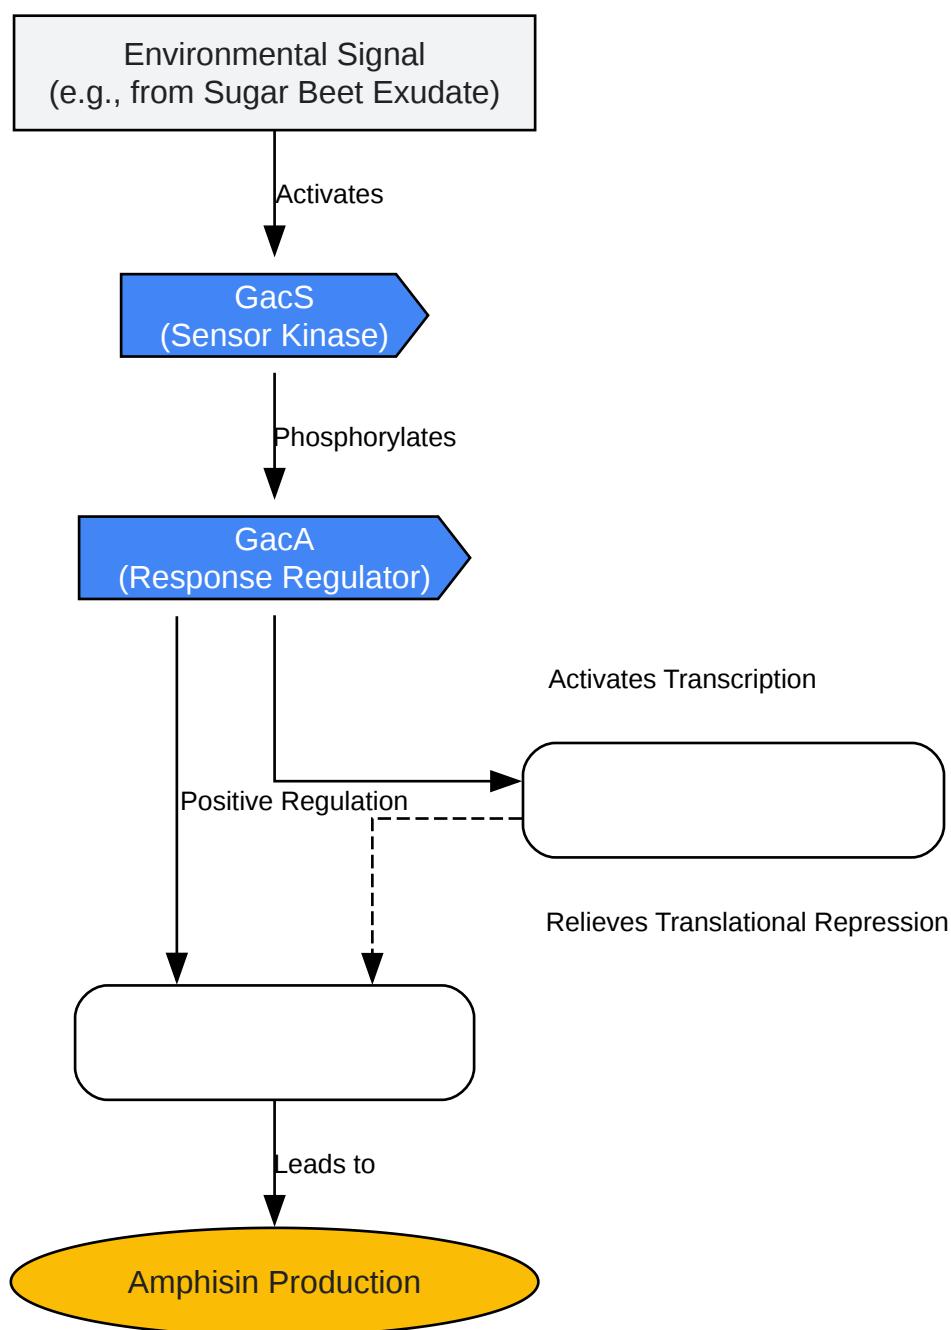 Environmental Signal
(e.g., from Sugar Beet Exudate)
Activates
GacS
(Sensor Kinase)
Phosphorylates
GacA
(Response Regulator)
Activates Transcription
Positive Regulation
Relieves Translational Repression
Leads to
Amphisin Production